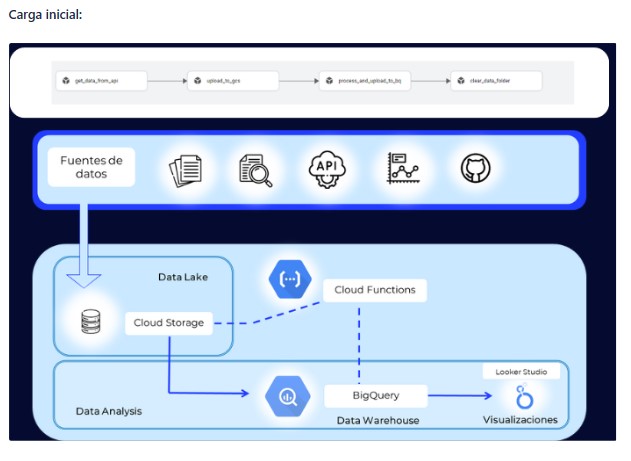 Carga inicial:
get_data_from_api
upload_to_gcs
process_and_upload_to_bq
clear_data_folder
Fuentes de
datos
API
Data Lake
Cloud Storage
Cloud Functions
Looker Studio
BigQuery
Data Analysis
Data Warehouse
Visualizaciones